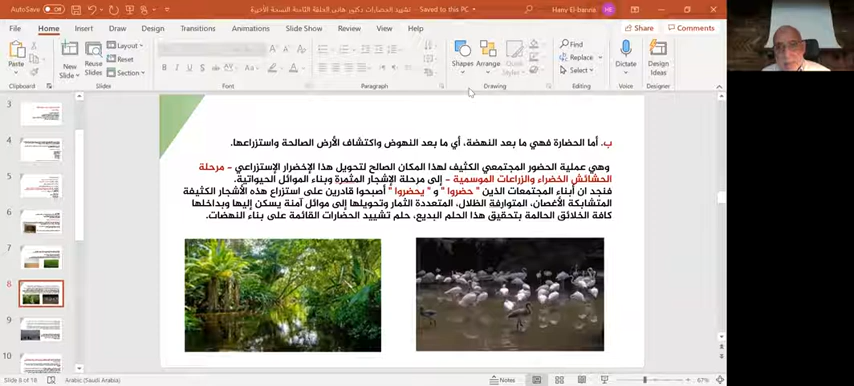 AutoSave Off
تشييد الحضارات دكتور هاني الحلقة الثامنة النسخة الأخيرة - Saved to this PC
Hany El-banna HE
File Home Insert Draw Design Transitions Animations Slide Show Review View Help Share Comments
Paste New Slide Reuse Slides Layout Reset Section Shapes Arrange Quick Styles Find Replace Select Dictate Design Ideas
Clipboard Slides Font Paragraph Drawing Editing Voice Designer
3
4
5
6
7
8
9
10
ب. أما الحضارة فهي ما بعد النهضة، أي ما بعد النهوض واكتشاف الأرض الصالحة واستزراعها.
وهي عملية الحضور المجتمعي الكثيف لهذا المكان الصالح لتحويل هذا الإخضرار الإستزراعي – مرحلة
الحشائش الخضراء والزراعات الموسمية – إلى مرحلة الإشجار المثمرة وبناء الموائل الحيواتية.
فنجد ان أبناء المجتمعات الذين " حضروا " و " يحضروا " أصبحوا قادرين على استزراع هذه الأشجار الكثيفة
المتشابكة الأغصان، المتوارفة الظلال، المتعددة الثمار وتحويلها إلى موائل آمنة يسكن إليها وبداخلها
كافة الخلائق الحالمة بتحقيق هذا الحلم البديع، حلم تشييد الحضارات القائمة على بناء النهضات.
Slide 8 of 18 Arabic (Saudi Arabia) Notes 67%